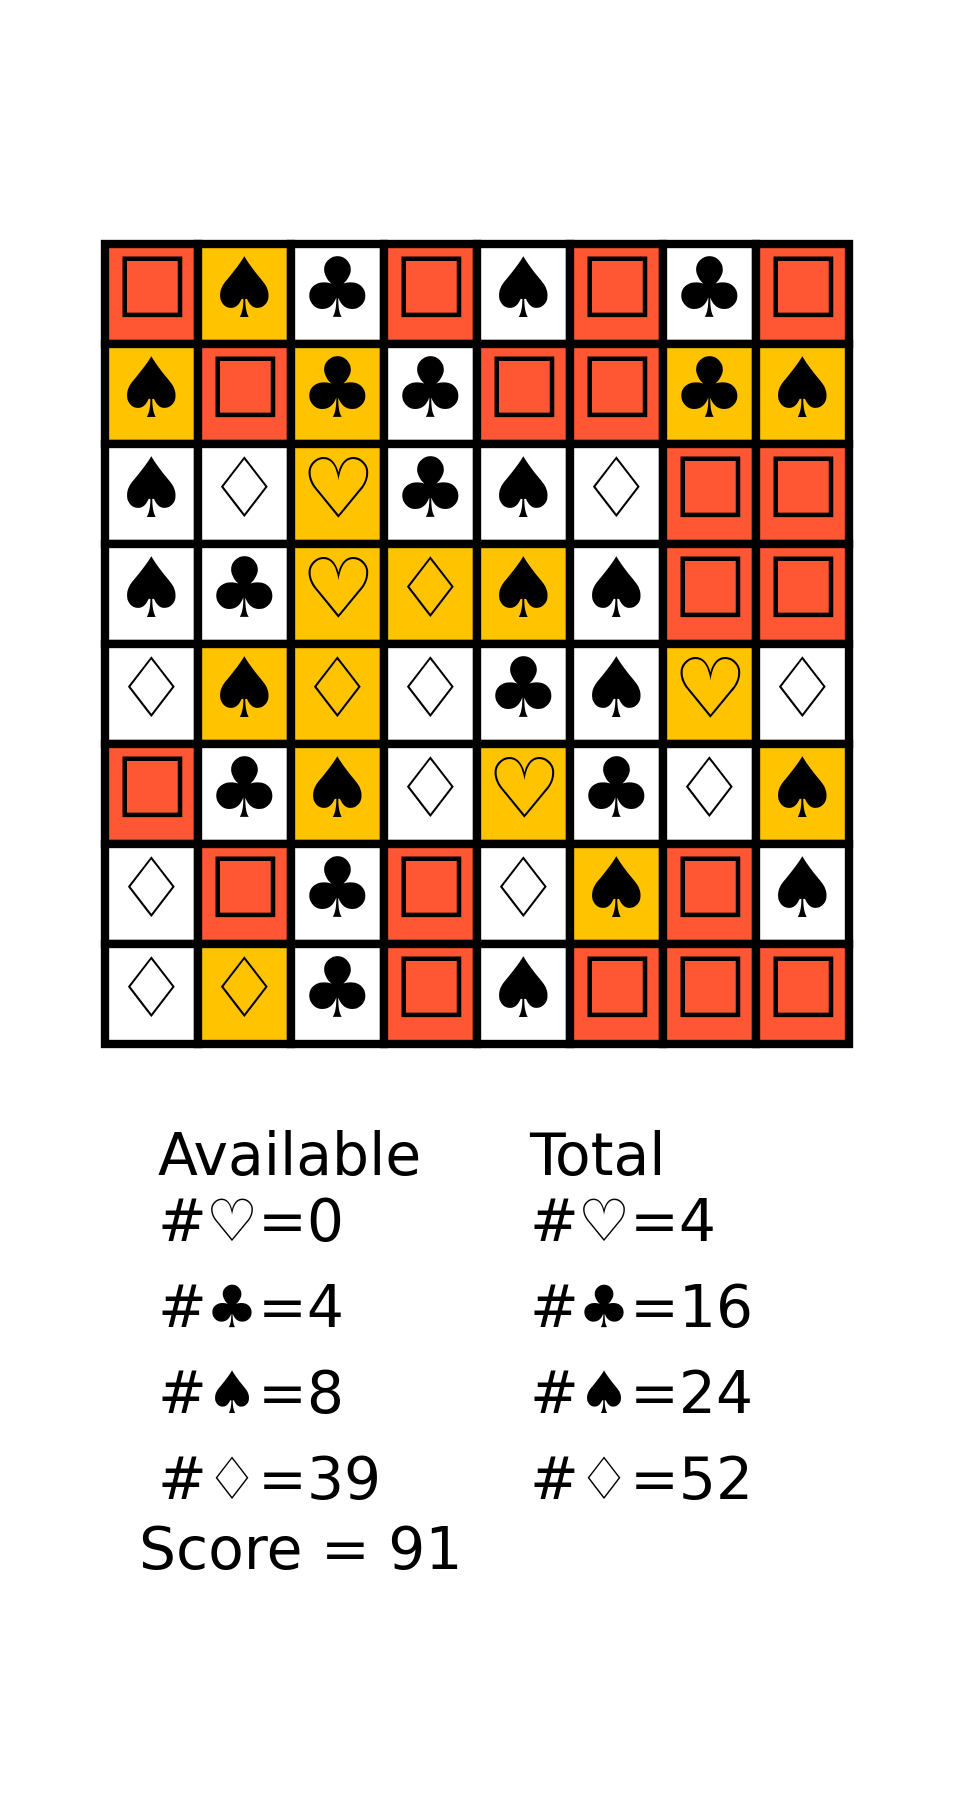 □ ♠ ♣ □ ♠ □ ♣ □
♠ □ ♣ ♣ □ □ ♣ ♠
♠ ♢ ♡ ♣ ♠ ♢ □ □
♠ ♣ ♡ ♢ ♠ ♠ □ □
♢ ♠ ♢ ♢ ♣ ♠ ♡ ♢
□ ♣ ♠ ♢ ♡ ♣ ♢ ♠
♢ □ ♣ □ ♢ ♠ □ ♠
♢ ♢ ♣ □ ♠ □ □ □
Available Total
#♡=0 #♡=4
#♣=4 #♣=16
#♠=8 #♠=24
#♢=39 #♢=52
Score = 91